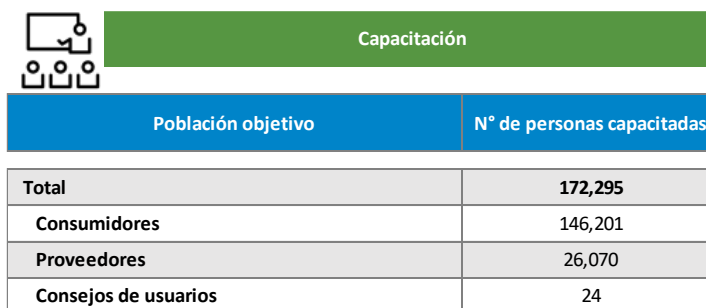 Capacitación
Población objetivo N° de personas capacitadas
Total 172,295
Consumidores 146,201
Proveedores 26,070
Consejos de usuarios 24